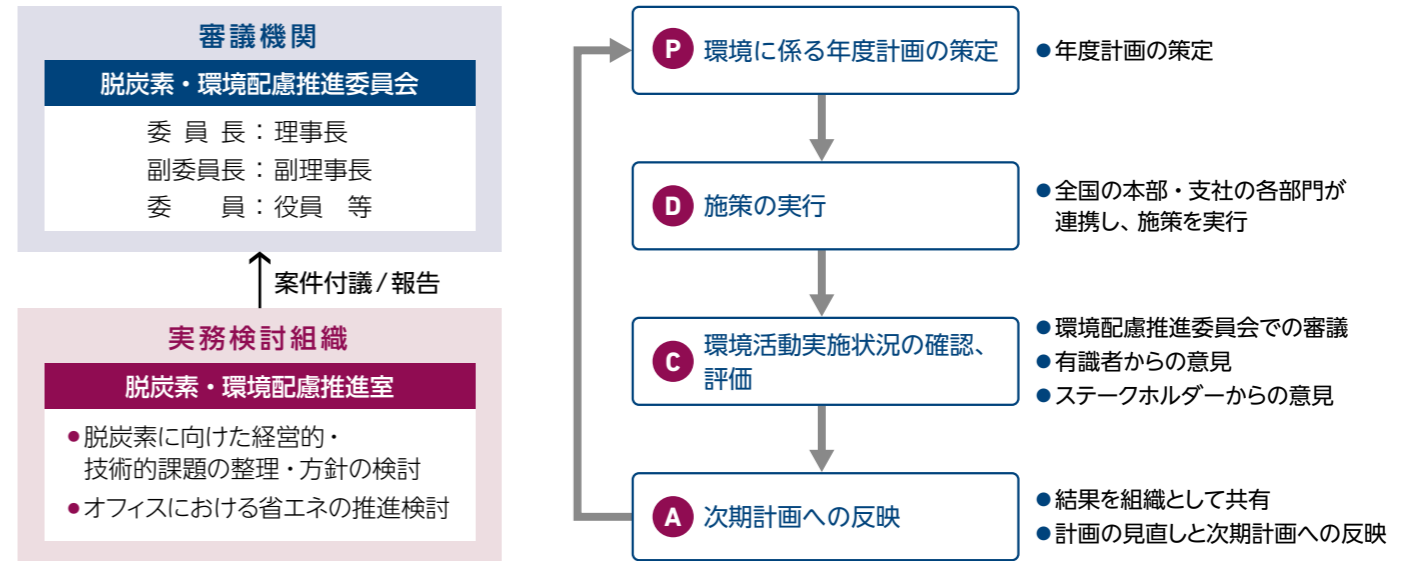 審議機関
脱炭素・環境配慮推進委員会
委員長：理事長
副委員長：副理事長
委　　員：役員　等
案件付議/報告
実務検討組織
脱炭素・環境配慮推進室
●脱炭素に向けた経営的・
技術的課題の整理・方針の検討
●オフィスにおける省エネの推進検討
P 環境に係る年度計画の策定
●年度計画の策定
D 施策の実行
●全国の本部・支社の各部門が
連携し、施策を実行
C 環境活動実施状況の確認、
評価
●環境配慮推進委員会での審議
●有識者からの意見
●ステークホルダーからの意見
A 次期計画への反映
●結果を組織として共有
●計画の見直しと次期計画への反映